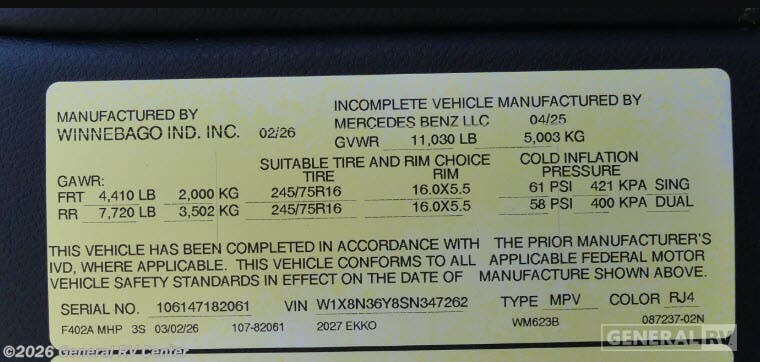 MANUFACTURED BY
WINNEBAGO IND. INC. 02/26
INCOMPLETE VEHICLE MANUFACTURED BY
MERCEDES BENZ LLC 04/25
GVWR 11,030 LB 5,003 KG
SUITABLE TIRE AND RIM CHOICE
COLD INFLATION
GAWR: TIRE RIM PRESSURE
FRT 4,410 LB 2,000 KG 245/75R16 16.0X5.5 61 PSI 421 KPA SING
RR 7,720 LB 3,502 KG 245/75R16 16.0X5.5 58 PSI 400 KPA DUAL
THIS VEHICLE HAS BEEN COMPLETED IN ACCORDANCE WITH THE PRIOR MANUFACTURER'S
IVD, WHERE APPLICABLE. THIS VEHICLE CONFORMS TO ALL APPLICABLE FEDERAL MOTOR
VEHICLE SAFETY STANDARDS IN EFFECT ON THE DATE OF MANUFACTURE SHOWN ABOVE.
SERIAL NO. 106147182061 VIN W1X8N36Y8SN347262 TYPE MPV COLOR RJ4
F402A MHP 3S 03/02/26 107-82061 2027 EKKO WM623B 087237-02N
GENERAL RV
©2026 General RV Center